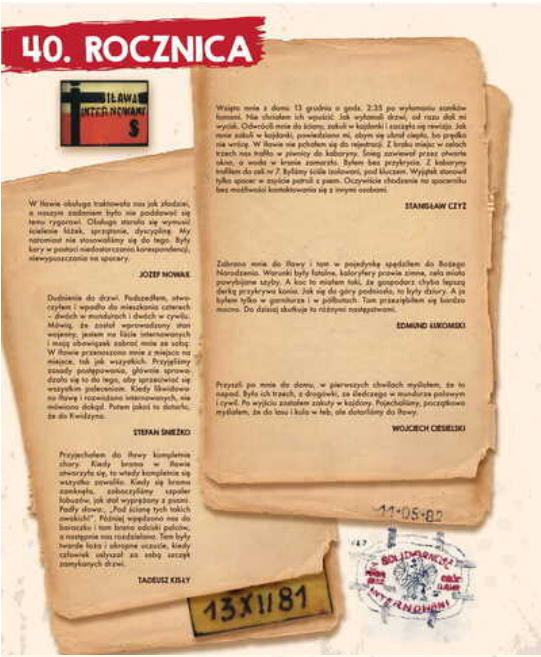 40. ROCZNICA
IŁAWA
INTERNOWANI
S
W Iławie obsługa traktowała nas jak złodziei,
a naszym zadaniem było nie poddawać się
temu rygorowi. Obsługa starała się wymusić
ścielenie łóżek, sprzątanie, dyscyplinę. My
natomiast nie stosowaliśmy się do tego. Były
kary w postaci niedostarczania korespondencji,
niewypuszczania na spacery.
JÓZEF NOWAK
Dudnienie do drzwi. Podszedłem, otwo-
rzyłem i wpadło do mieszkania czterech
– dwóch w mundurach i dwóch w cywilu.
Mówią, że został wprowadzony stan
wojenny, jestem na liście internowanych
i mają obowiązek zabrać mnie ze sobą.
W Iławie przenoszono mnie z miejsca na
miejsce, tak jak wszystkich. Przyjęliśmy
zasady postępowania, głównie sprowa-
dzało się to do tego, aby sprzeciwiać się
wszystkim poleceniom. Kiedy likwidowa-
no Iławę i rozwożono internowanych, nie
mówiono dokąd. Potem jakoś to dotarło,
że do Kwidzyna.
STEFAN ŚNIEŻKO
Przyjechałem do Iławy kompletnie
chory. Kiedy brama w Iławie
otworzyła się, to wtedy kompletnie się
wszystko zawaliło. Kiedy się brama
zamknęła, zobaczyliśmy szpaler
łobuzów, jak stał wyprężony z psami.
Padły słowa: „Pod ścianę tych takich
owakich!". Później wpędzono nas do
baraczku i tam brano odciski palców,
a następnie nas rozdzielano. Tam były
twarde łoża i okropne uczucie, kiedy
człowiek usłyszał za sobą szczęk
zamykanych drzwi.
TADEUSZ KISŁY
Wzięto mnie z domu 13 grudnia o godz. 2:35 po wyłamaniu zamków
łomami. Nie chciałem ich wpuścić. Jak wyłamali drzwi, od razu dali mi
wycisk. Odwrócili mnie do ściany, zakuli w kajdanki i zaczęła się rewizja. Jak
mnie zakuli w kajdanki, powiedziano mi, abym się ubrał ciepło, bo prędko
nie wrócę. W Iławie nie pchałem się do rejestracji. Z braku miejsc w celach
trzech nas trafiło w piwnicy do kabaryny. Śnieg zawiewał przez otwarte
okno, a woda w kranie zamarzła. Byłem bez przykrycia. Z kabaryny
trafiłem do celi nr 7. Byliśmy ściśle izolowani, pod kluczem. Wyjątek stanowił
tylko spacer w asyście patroli z psem. Oczywiście chodzenie na spacerniku
bez możliwości kontaktowania się z innymi osobami.
STANISŁAW CZYŻ
Zabrano mnie do Iławy i tam w pojedynkę spędziłem do Bożego
Narodzenia. Warunki były fatalne, kaloryfery prawie zimne, cela miała
powybijane szyby. A koc to miałem taki, że gospodarz chyba lepszą
derką przykrywa konia. Jak się do góry podniosło, to były dziury. A ja
byłem tylko w garniturze i w półbutach. Tam przeziębiłem się bardzo
mocno. Do dzisiaj skutkuje to różnymi następstwami.
EDMUND ŁUKOMSKI
Przyszli po mnie do domu, w pierwszych chwilach myślałem, że to
napad. Było ich trzech, z drogówki, ze śledczego w mundurze polowym
i cywil. Po wyjściu zostałem zakuty w kajdany. Pojechaliśmy, początkowo
myślałem, że do lasu i kula w łeb, ale dotarliśmy do Iławy.
WOJCIECH CIESIELSKI
11•05•82
SOLIDARNOŚĆ
INTERNOWANI
13 XII 81